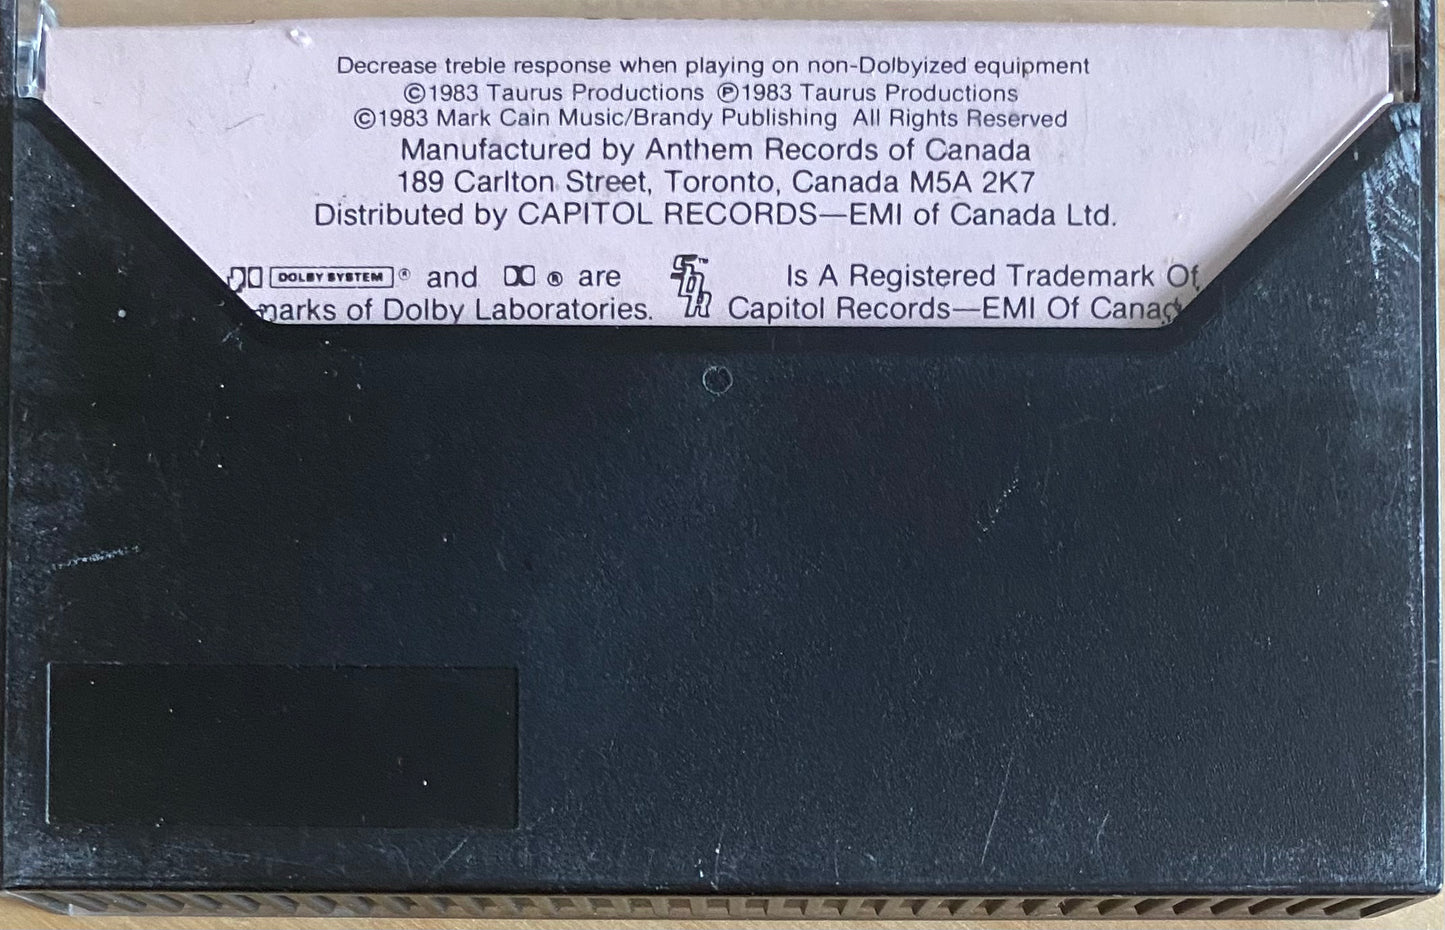 Decrease treble response when playing on non-Dolbyized equipment
©1983 Taurus Productions ℗1983 Taurus Productions
©1983 Mark Cain Music/Brandy Publishing All Rights Reserved
Manufactured by Anthem Records of Canada
189 Carlton Street, Toronto, Canada M5A 2K7
Distributed by CAPITOL RECORDS—EMI of Canada Ltd.
DOLBY SYSTEM ® and ® are
marks of Dolby Laboratories.
SDR™ Is A Registered Trademark Of
Capitol Records—EMI Of Canad